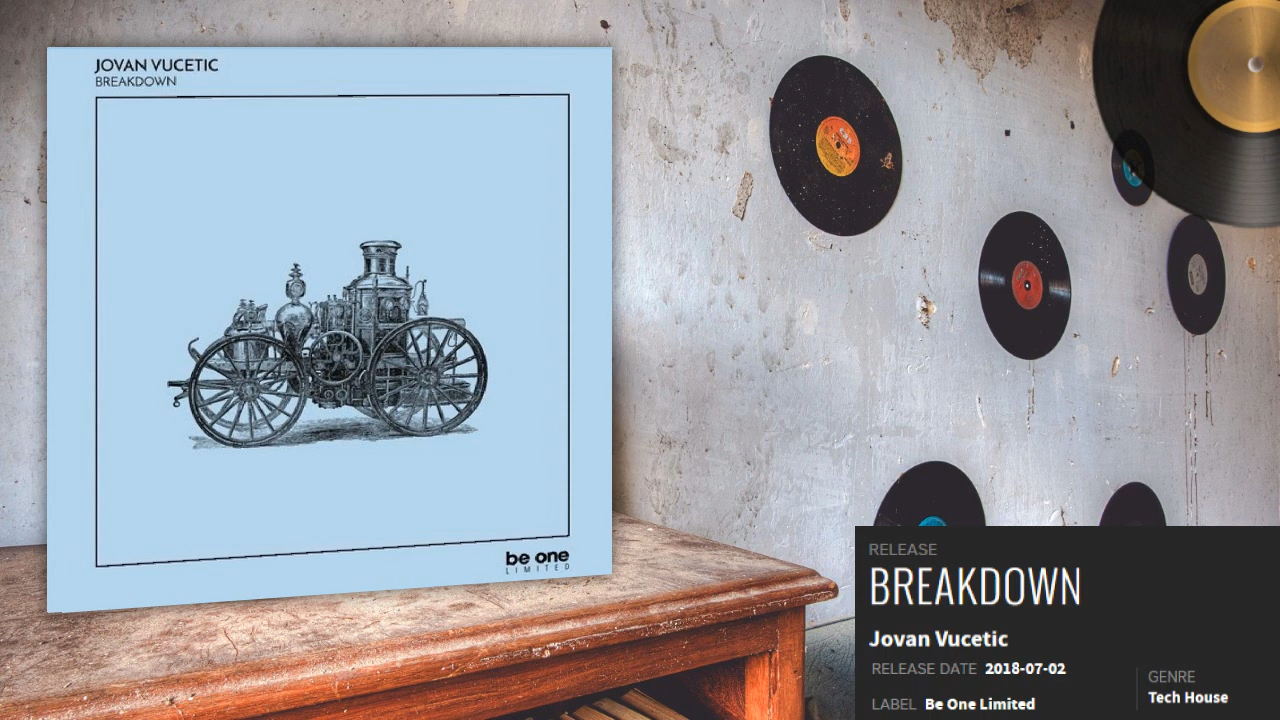 JOVAN VUCETIC
BREAKDOWN
be one
LIMITED
RELEASE
BREAKDOWN
Jovan Vucetic
RELEASE DATE 2018-07-02
GENRE
Tech House
LABEL Be One Limited